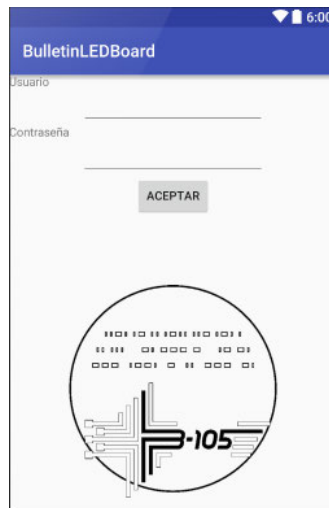 6:00
BulletinLEDBoard
Usuario
Contraseña
ACEPTAR
B-105